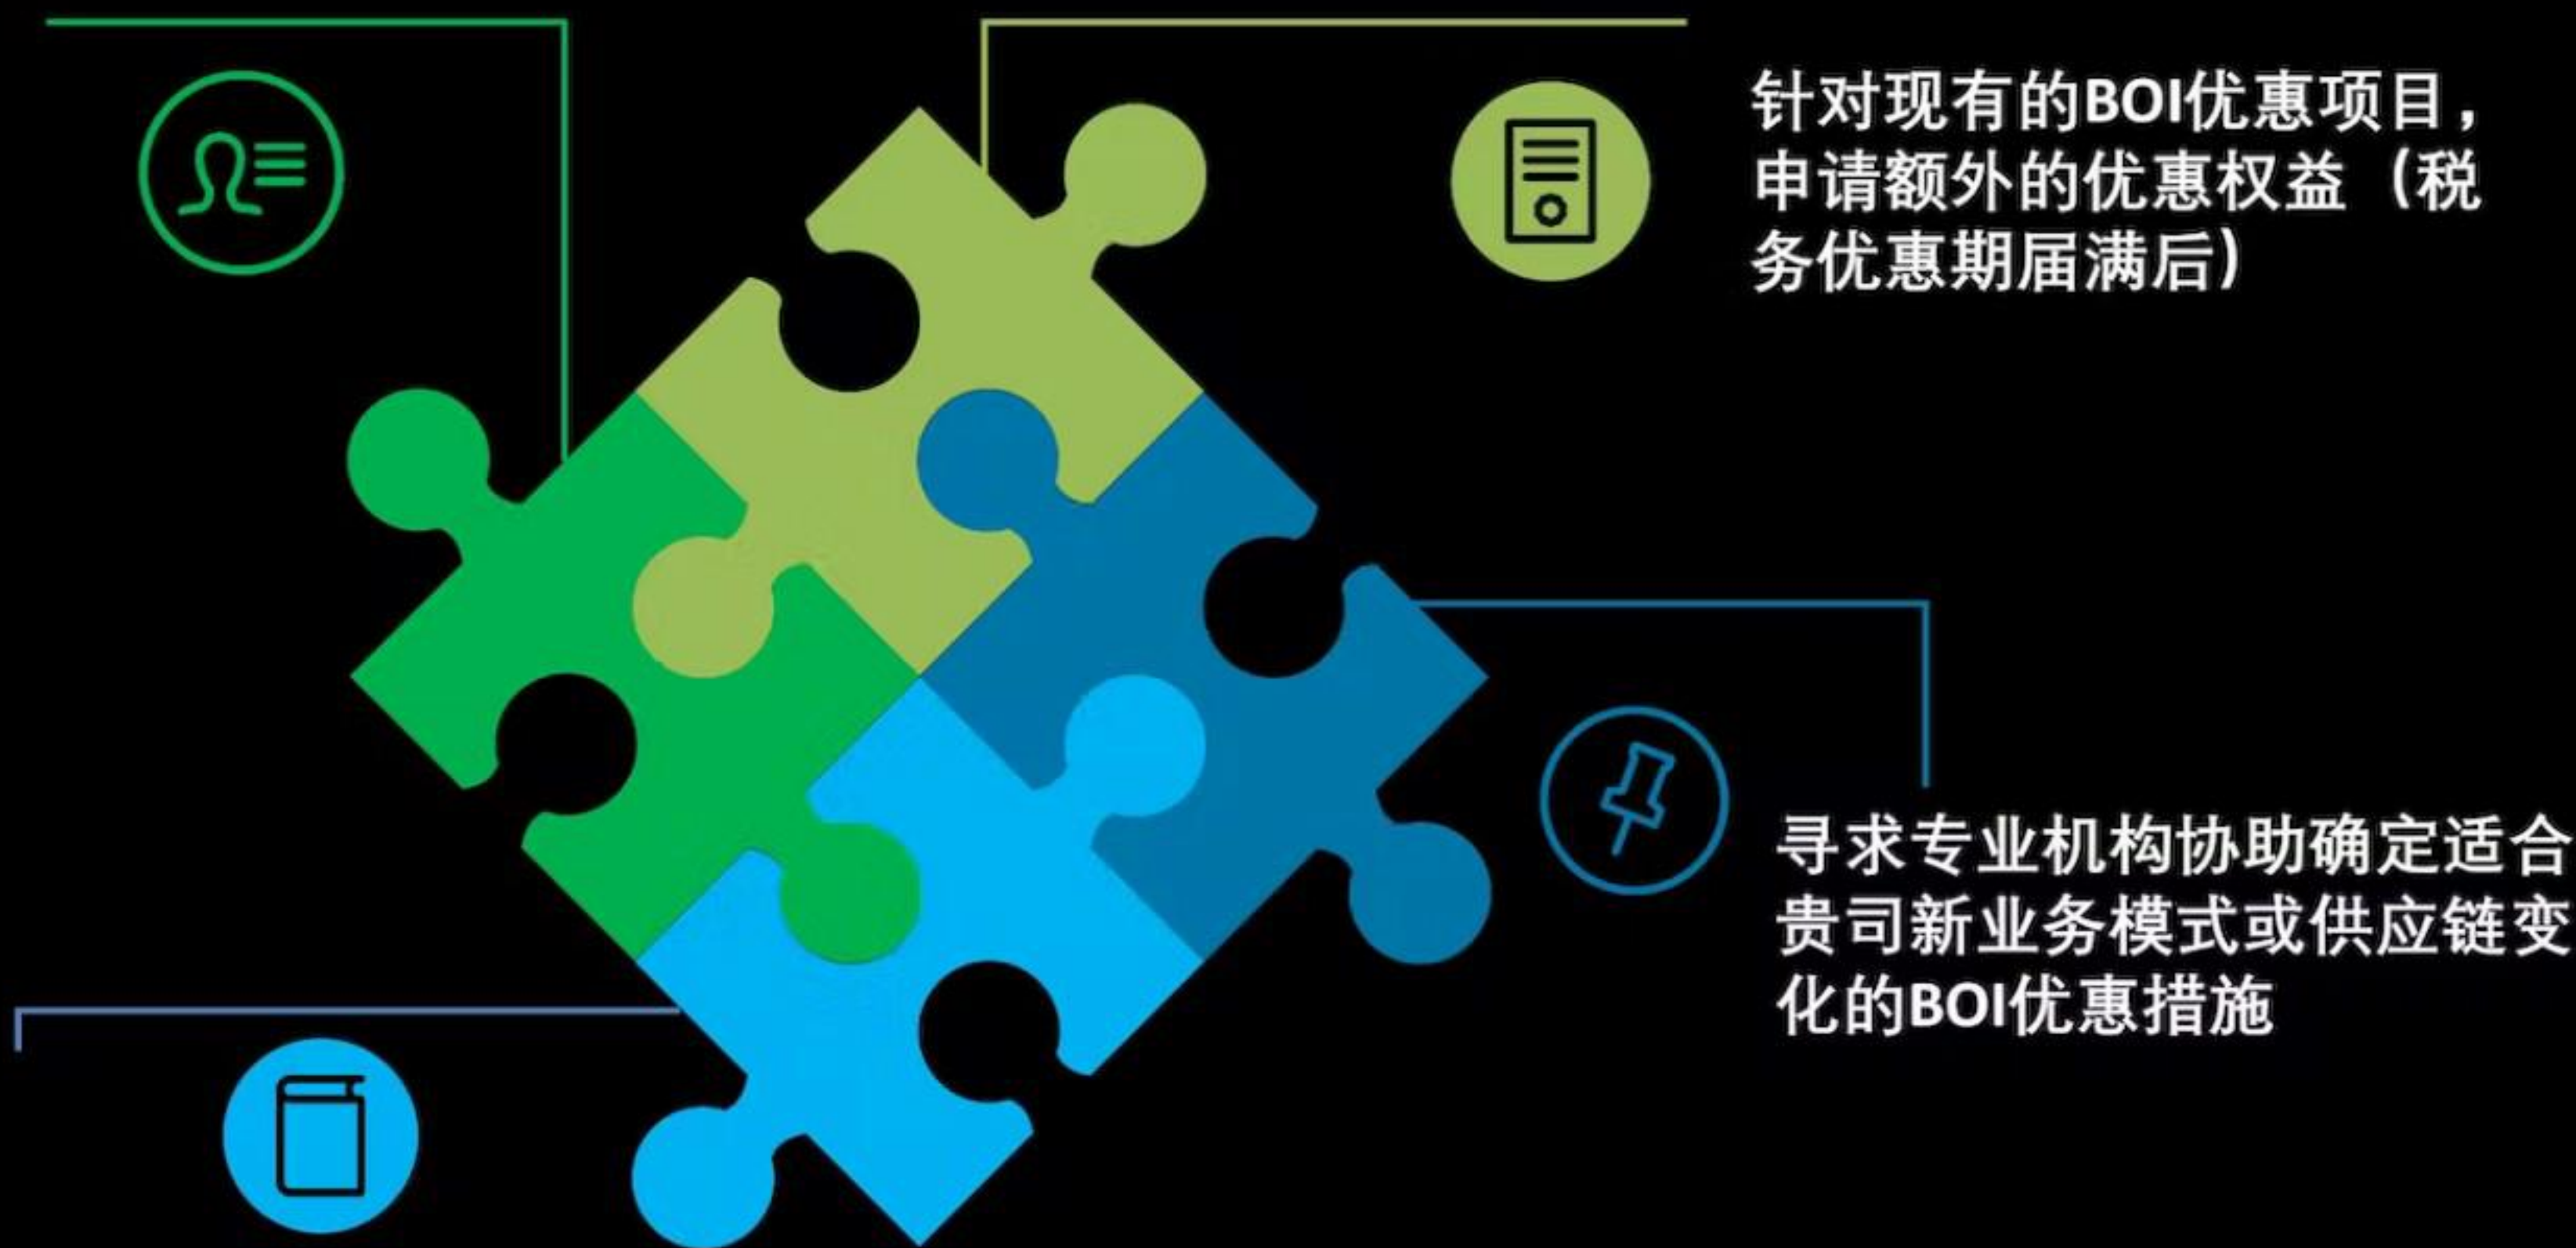 针对现有的BOI优惠项目，
申请额外的优惠权益（税
务优惠期届满后）
寻求专业机构协助确定适合
贵司新业务模式或供应链变
化的BOI优惠措施